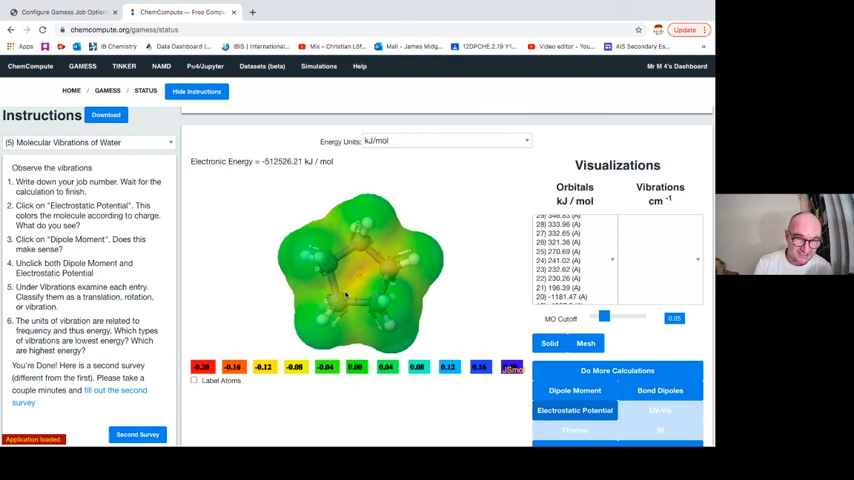 Configure Gamess Job Option
ChemCompute – Free Compu
chemcompute.org/gamess/status
Update
Apps
IB Chemistry
Data Dashboard (...
IBIS | International...
Mix – Christian Löf...
Mail - James Midg...
12DPCHE.2.19 Y1...
Video editor - You...
AIS Secondary Es...
ChemCompute
GAMESS
TINKER
NAMD
Psi4/Jupyter
Datasets (beta)
Simulations
Help
Mr M 4's Dashboard
HOME / GAMESS / STATUS
Hide Instructions
Instructions
Download
(5) Molecular Vibrations of Water
Observe the vibrations
1. Write down your job number. Wait for the
calculation to finish.
2. Click on "Electrostatic Potential". This
colors the molecule according to charge.
What do you see?
3. Click on "Dipole Moment". Does this
make sense?
4. Unclick both Dipole Moment and
Electrostatic Potential
5. Under Vibrations examine each entry.
Classify them as a translation, rotation,
or vibration.
6. The units of vibration are related to
frequency and thus energy. Which types
of vibrations are lowest energy? Which
are highest energy?
You're Done! Here is a second survey
(different from the first). Please take a
couple minutes and fill out the second
survey
Application loaded.
Second Survey
Energy Units: kJ/mol
Electronic Energy = -512526.21 kJ / mol
-0.20 -0.16 -0.12 -0.08 -0.04 0.00 0.04 0.08 0.12 0.16
JSmo
Label Atoms
Visualizations
Orbitals
kJ / mol
Vibrations
cm -1
29) 346.83 (A)
28) 333.96 (A)
27) 332.65 (A)
26) 321.36 (A)
25) 270.69 (A)
24) 241.02 (A)
23) 232.62 (A)
22) 230.26 (A)
21) 196.39 (A)
20) -1181.47 (A)
MO Cutoff
0.05
Solid
Mesh
Do More Calculations
Dipole Moment
Bond Dipoles
Electrostatic Potential
UV-Vis
Thermo
IR